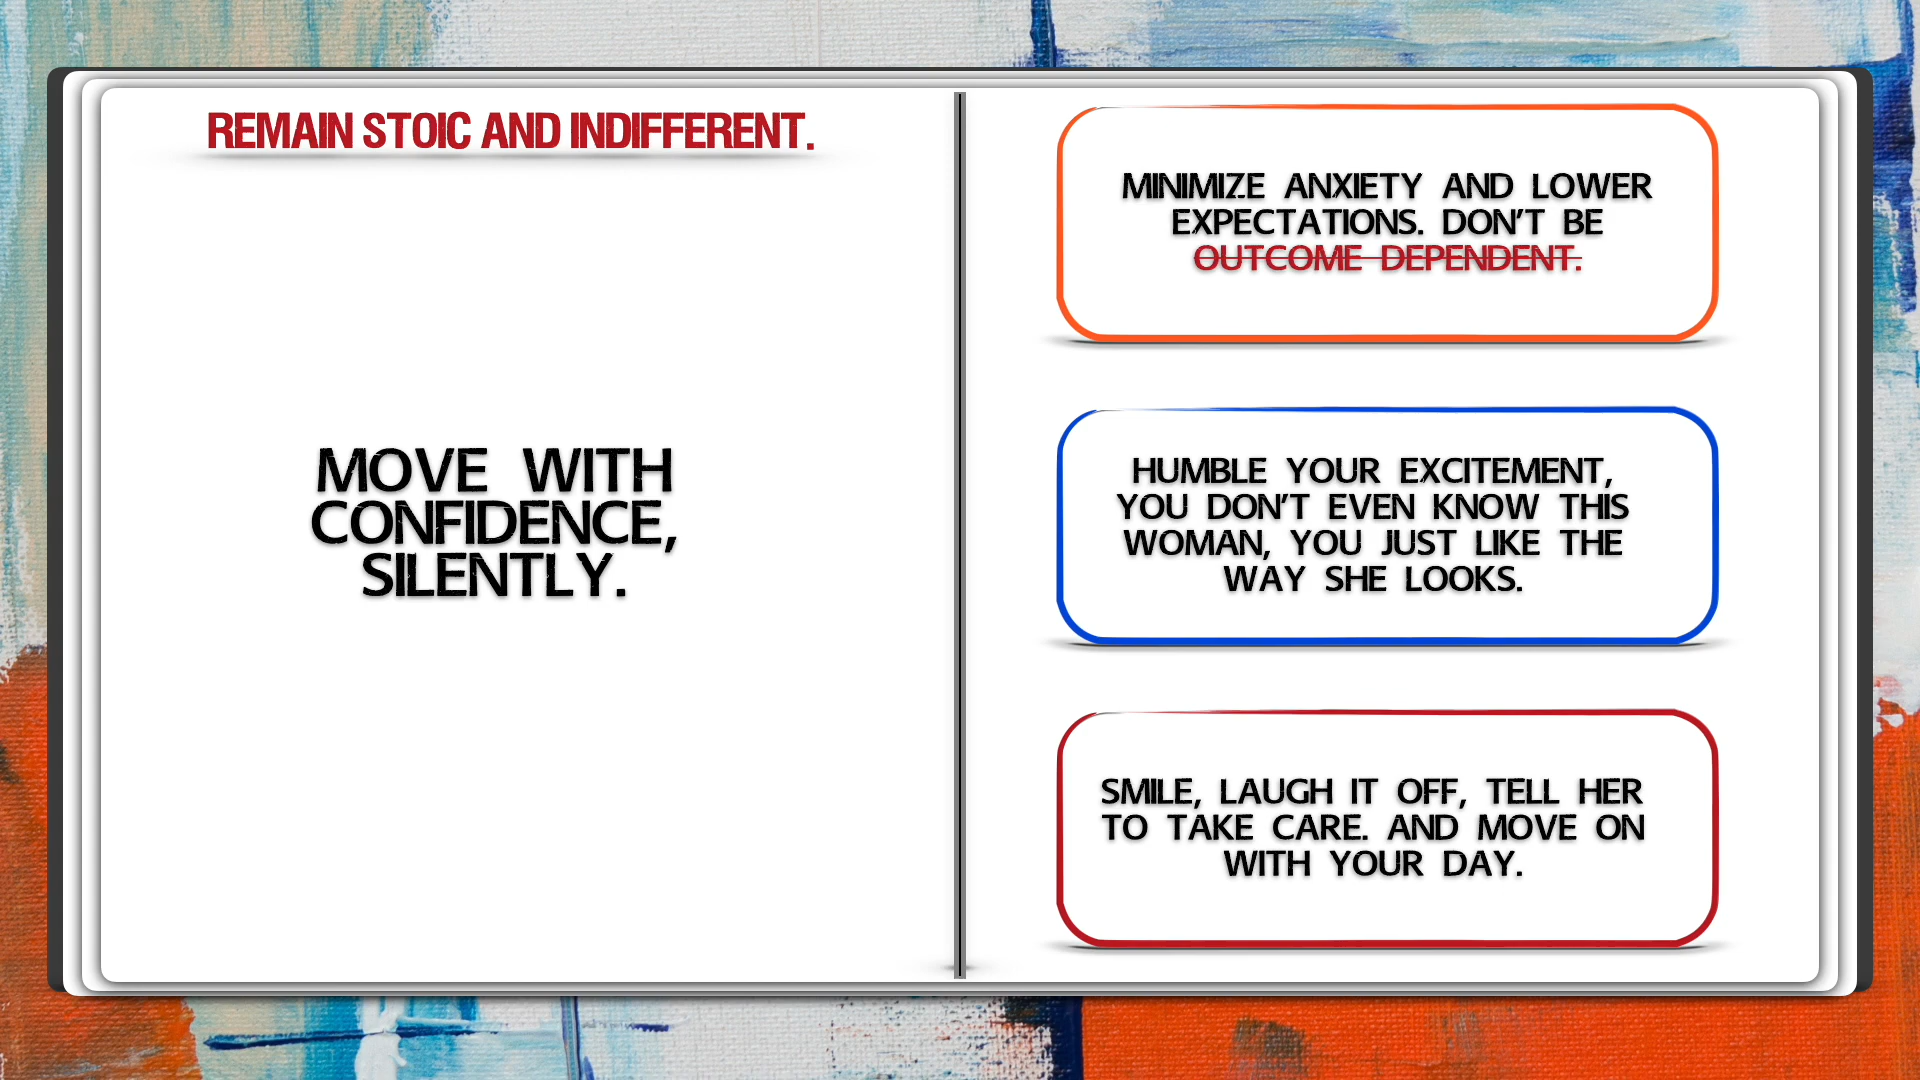 REMAIN STOIC AND INDIFFERENT.
MOVE WITH
CONFIDENCE,
SILENTLY.
MINIMIZE ANXIETY AND LOWER
EXPECTATIONS. DON'T BE
OUTCOME DEPENDENT.
HUMBLE YOUR EXCITEMENT,
YOU DON'T EVEN KNOW THIS
WOMAN, YOU JUST LIKE THE
WAY SHE LOOKS.
SMILE, LAUGH IT OFF, TELL HER
TO TAKE CARE. AND MOVE ON
WITH YOUR DAY.